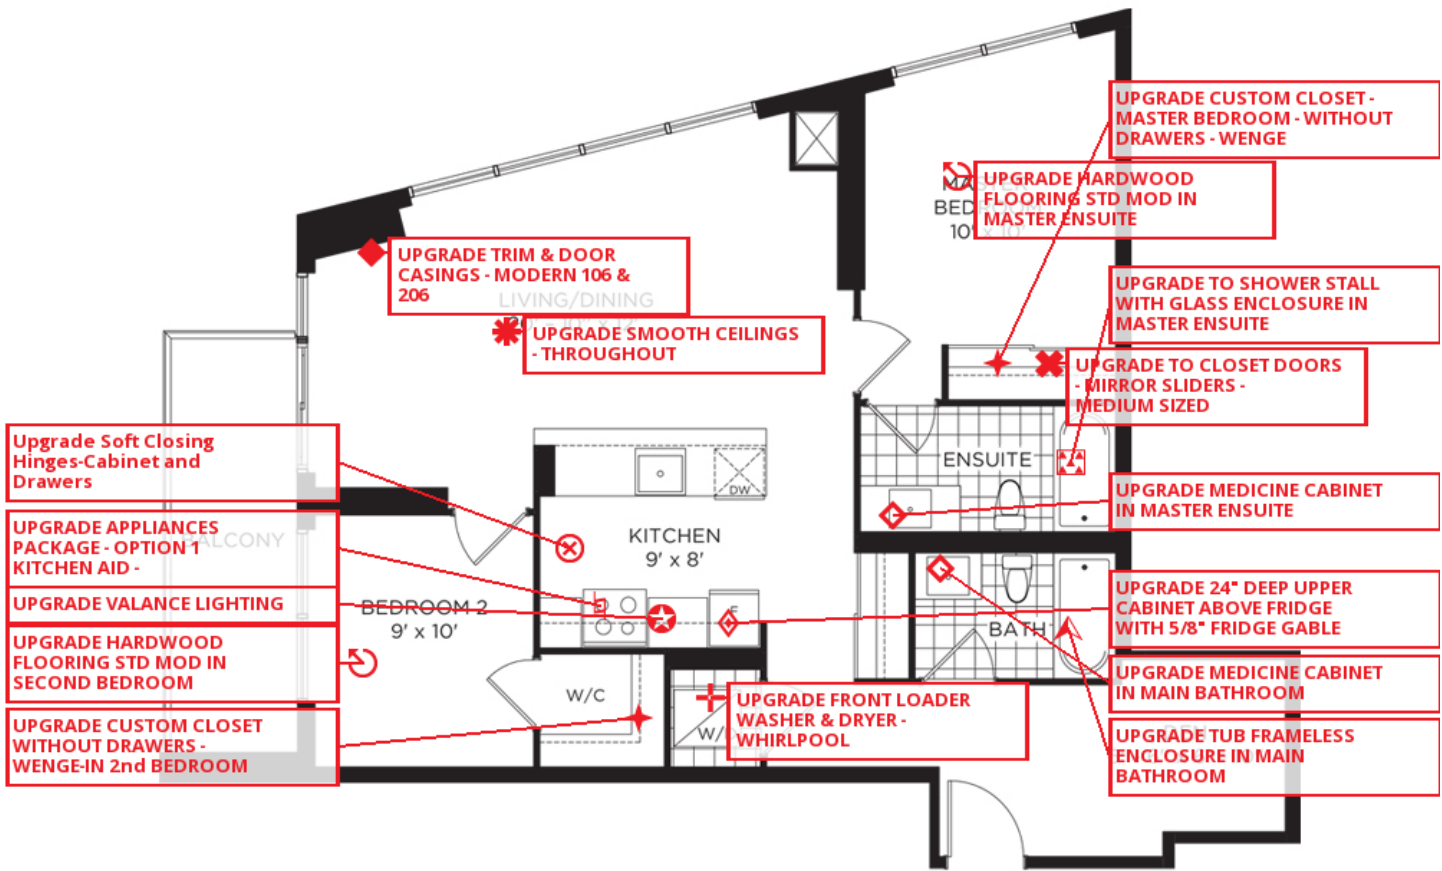 UPGRADE CUSTOM CLOSET -
MASTER BEDROOM - WITHOUT
DRAWERS - WENGE
UPGRADE HARDWOOD
FLOORING STD MOD IN
MASTER ENSUITE
BED
10' x 10'
UPGRADE TRIM & DOOR
CASINGS - MODERN 106 &
206
LIVING/DINING
UPGRADE SMOOTH CEILINGS
- THROUGHOUT
UPGRADE TO SHOWER STALL
WITH GLASS ENCLOSURE IN
MASTER ENSUITE
UPGRADE TO CLOSET DOORS
- MIRROR SLIDERS -
MEDIUM SIZED
Upgrade Soft Closing
Hinges-Cabinet and
Drawers
ENSUITE
DW
UPGRADE MEDICINE CABINET
IN MASTER ENSUITE
UPGRADE APPLIANCES
PACKAGE - OPTION 1
KITCHEN AID -
BALCONY
KITCHEN
9' x 8'
UPGRADE VALANCE LIGHTING
BEDROOM 2
9' x 10'
F
UPGRADE 24" DEEP UPPER
CABINET ABOVE FRIDGE
WITH 5/8" FRIDGE GABLE
BATH
UPGRADE HARDWOOD
FLOORING STD MOD IN
SECOND BEDROOM
UPGRADE MEDICINE CABINET
IN MAIN BATHROOM
W/C
UPGRADE FRONT LOADER
WASHER & DRYER -
WHIRLPOOL
W/
UPGRADE CUSTOM CLOSET
WITHOUT DRAWERS -
WENGE-IN 2nd BEDROOM
DEN
UPGRADE TUB FRAMELESS
ENCLOSURE IN MAIN
BATHROOM